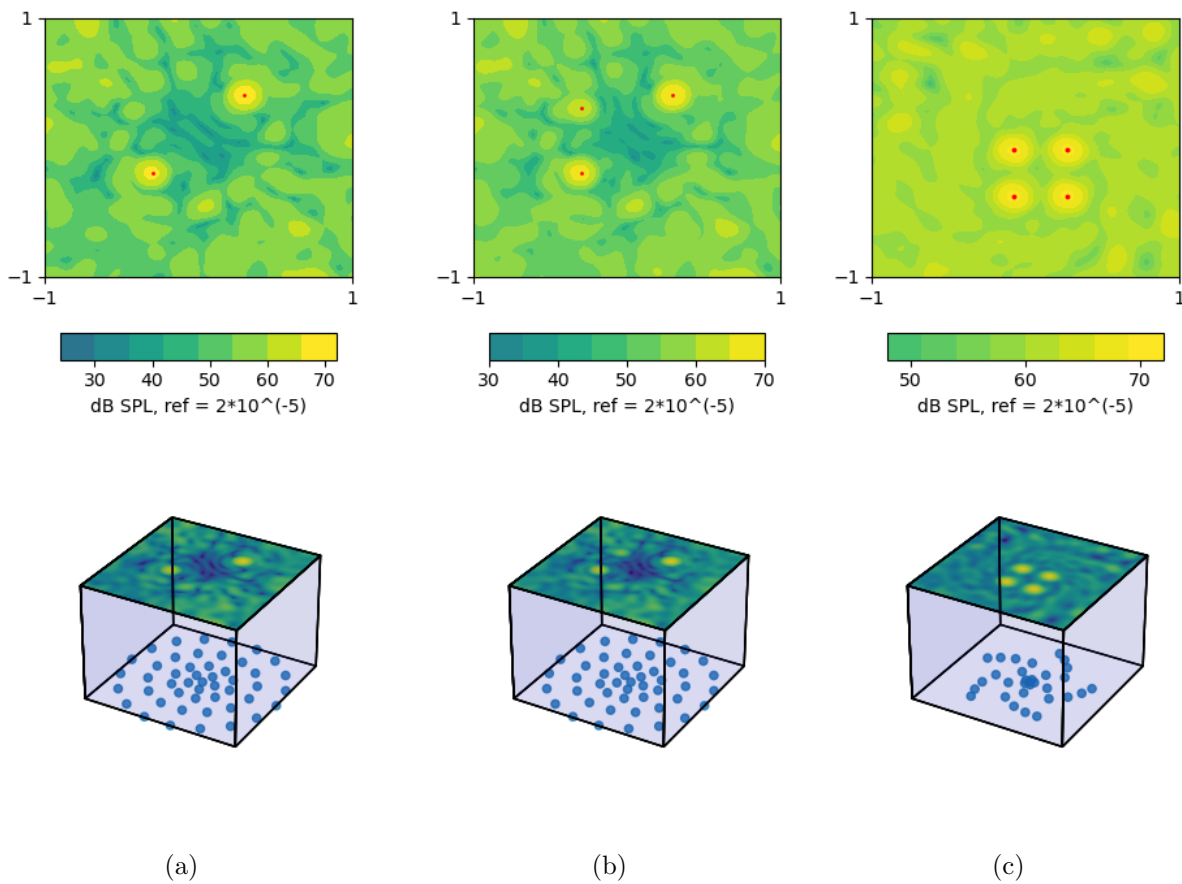 1 1 1
−1 −1 −1
−1 1 −1 1 −1 1
30 40 50 60 70 30 40 50 60 70 50 60 70
dB SPL, ref = 2*10^(-5) dB SPL, ref = 2*10^(-5) dB SPL, ref = 2*10^(-5)
(a) (b) (c)